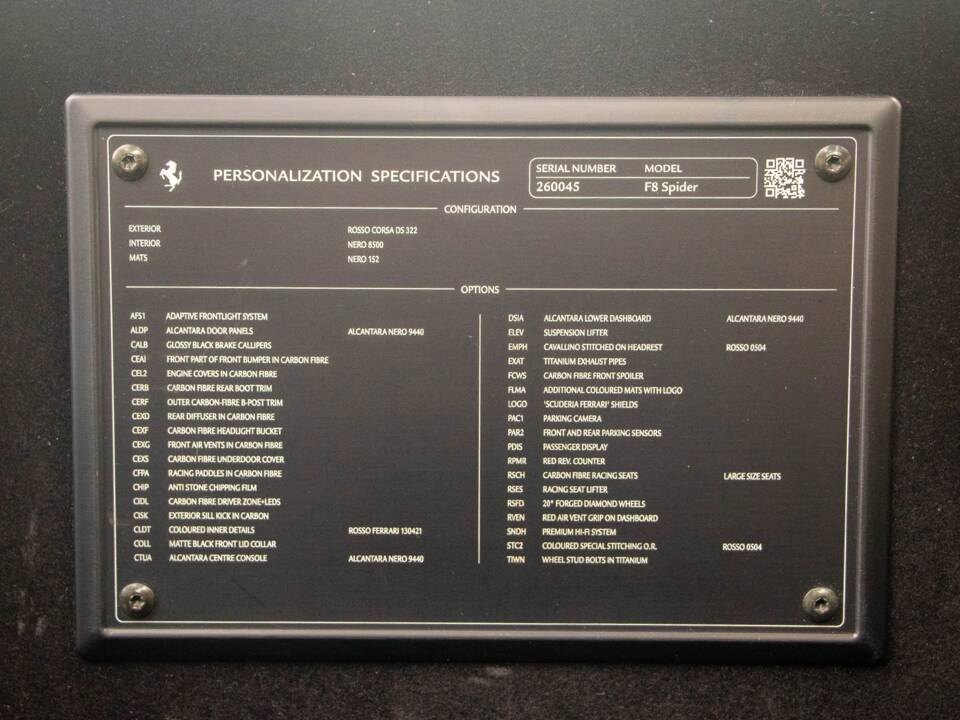 PERSONALIZATION SPECIFICATIONS
SERIAL NUMBER MODEL
260045 F8 Spider
CONFIGURATION
EXTERIOR ROSSO CORSA DS 322
INTERIOR NERO 8500
MATS NERO 152
OPTIONS
AFS1 ADAPTIVE FRONTLIGHT SYSTEM
ALDP ALCANTARA DOOR PANELS ALCANTARA NERO 9440
CALB GLOSSY BLACK BRAKE CALLIPERS
CEAI FRONT PART OF FRONT BUMPER IN CARBON FIBRE
CEL2 ENGINE COVERS IN CARBON FIBRE
CERB CARBON FIBRE REAR BOOT TRIM
CERF OUTER CARBON-FIBRE B-POST TRIM
CEXD REAR DIFFUSER IN CARBON FIBRE
CEXF CARBON FIBRE HEADLIGHT BUCKET
CEXG FRONT AIR VENTS IN CARBON FIBRE
CEXS CARBON FIBRE UNDERDOOR COVER
CFPA RACING PADDLES IN CARBON FIBRE
CHIP ANTI STONE CHIPPING FILM
CIDL CARBON FIBRE DRIVER ZONE+LEDS
CISK EXTERIOR SILL KICK IN CARBON
CLDT COLOURED INNER DETAILS ROSSO FERRARI 130421
COLL MATTE BLACK FRONT LID COLLAR
CTUA ALCANTARA CENTRE CONSOLE ALCANTARA NERO 9440
DSIA ALCANTARA LOWER DASHBOARD ALCANTARA NERO 9440
ELEV SUSPENSION LIFTER
EMPH CAVALLINO STITCHED ON HEADREST ROSSO 0504
EXAT TITANIUM EXHAUST PIPES
FCWS CARBON FIBRE FRONT SPOILER
FLMA ADDITIONAL COLOURED MATS WITH LOGO
LOGO 'SCUDERIA FERRARI' SHIELDS
PAC1 PARKING CAMERA
PAR2 FRONT AND REAR PARKING SENSORS
PDIS PASSENGER DISPLAY
RPMR RED REV. COUNTER
RSCH CARBON FIBRE RACING SEATS LARGE SIZE SEATS
RSES RACING SEAT LIFTER
RSFD 20" FORGED DIAMOND WHEELS
RVEN RED AIR VENT GRIP ON DASHBOARD
SNDH PREMIUM HI-FI SYSTEM
STC2 COLOURED SPECIAL STITCHING O.R. ROSSO 0504
TIWN WHEEL STUD BOLTS IN TITANIUM